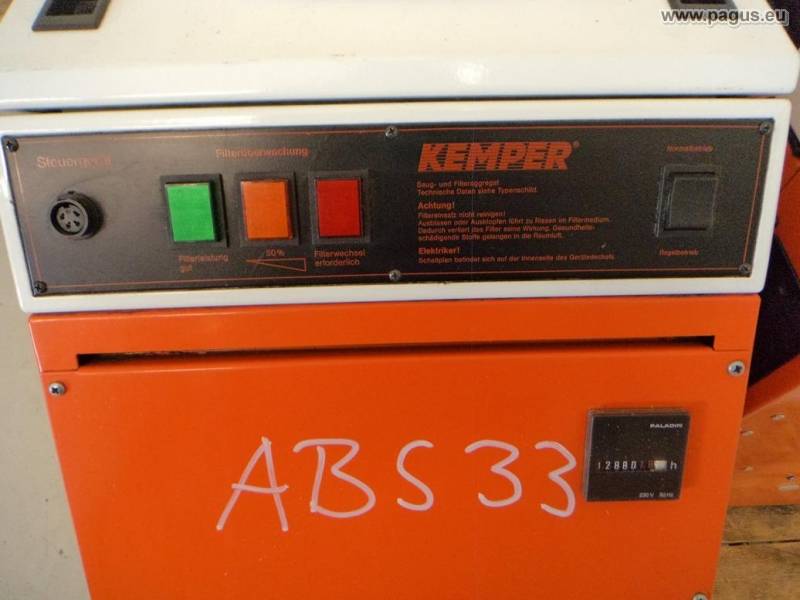 www.pagus.eu
Steuergerät
Filterüberwachung
KEMPER®
Normalbetrieb
Saug- und Filteraggregat
Technische Daten siehe Typenschild.
Achtung!
Filtereinsatz nicht reinigen!
Ausblasen oder Ausklopfen führt zu Rissen im Filtermedium.
Dadurch verliert das Filter seine Wirkung. Gesundheits-
schädigende Stoffe gelangen in die Raumluft.
Elektriker!
Schaltplan befindet sich auf der Innenseite des Gerätedeckels.
Filterleistung
gut
50%
Filterwechsel
erforderlich
Regelbetrieb
PALADIN
h
230 V 50 Hz
ABS 33